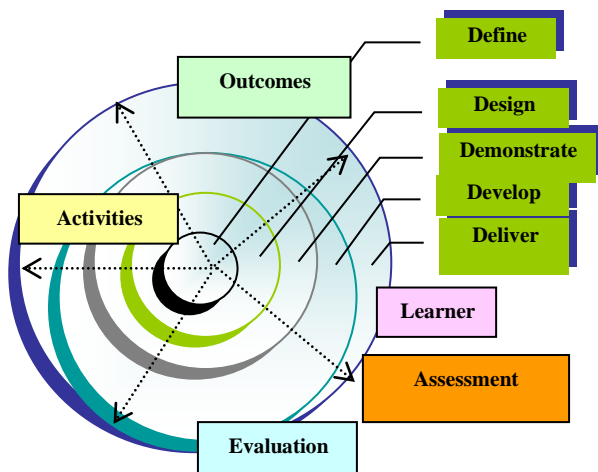 Define
Outcomes
Design
Demonstrate
Develop
Activities
Deliver
Learner
Assessment
Evaluation